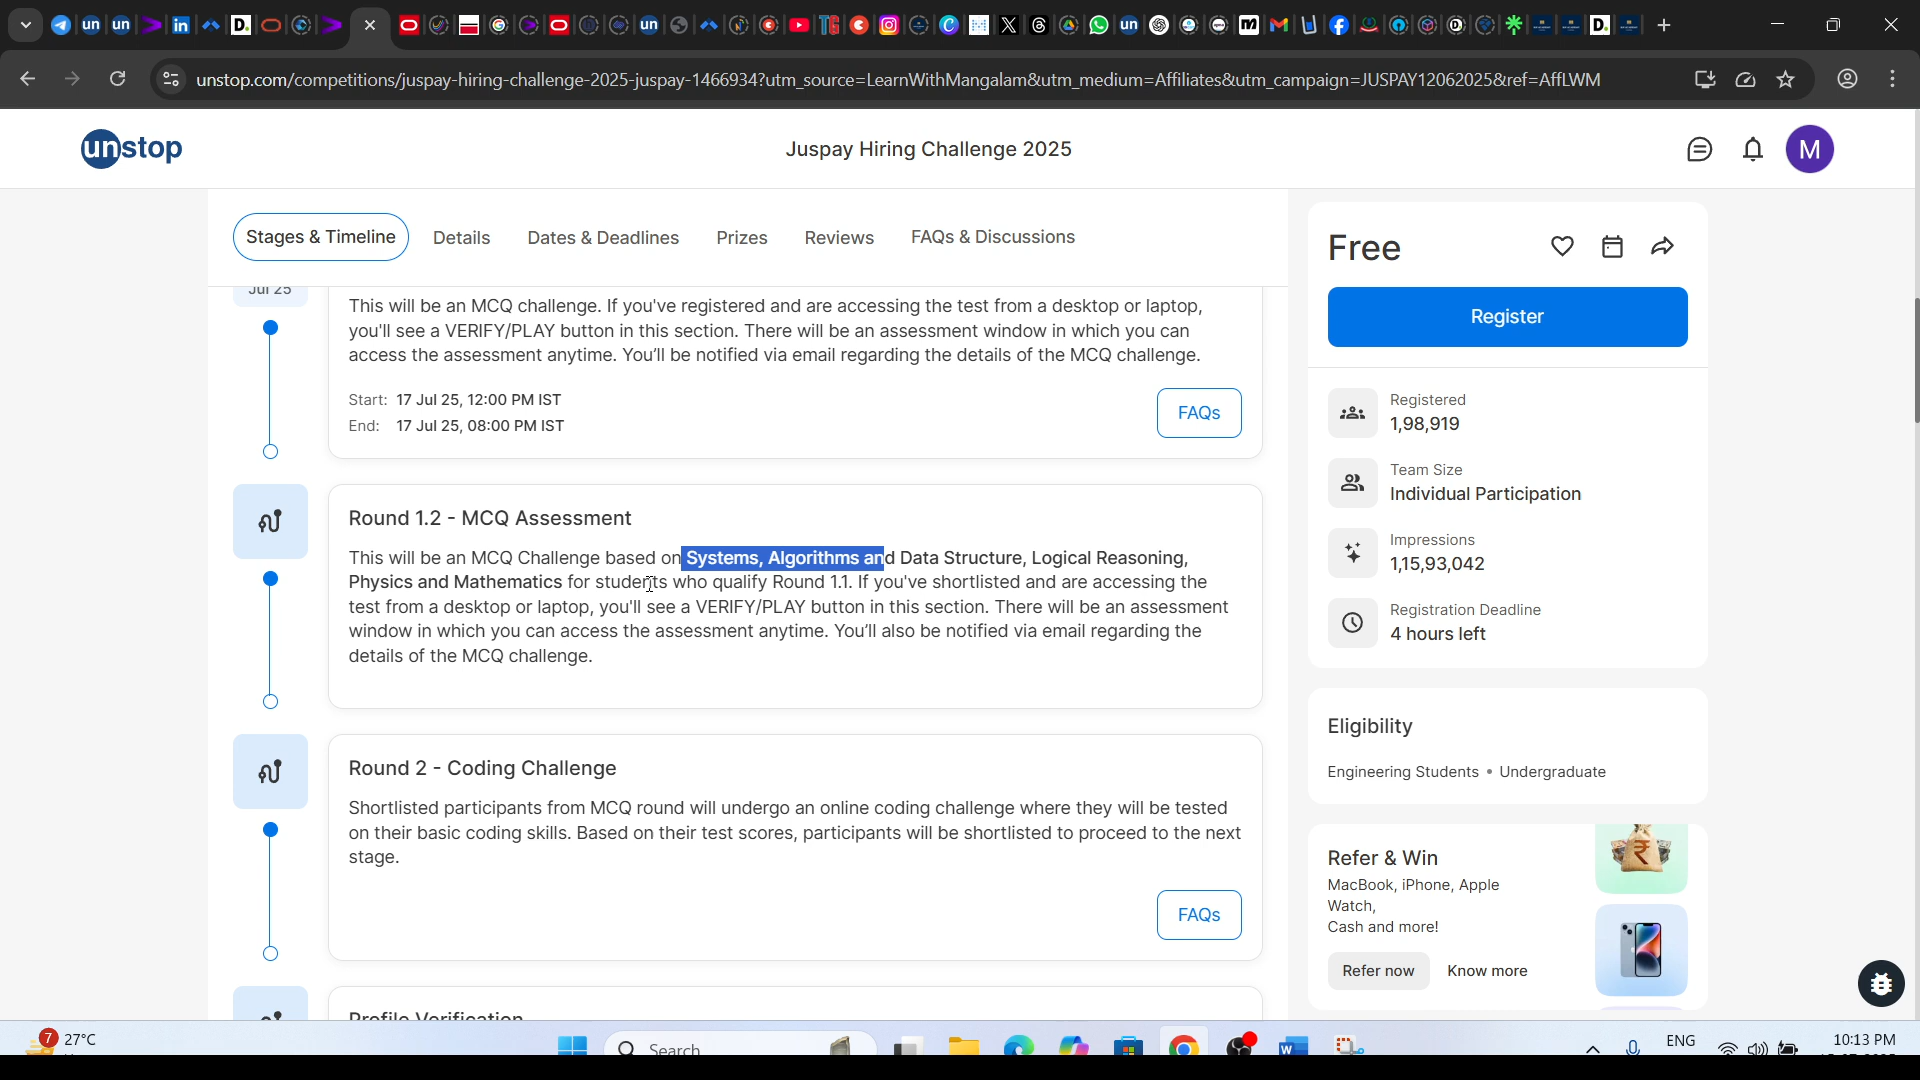 unstop.com/competitions/juspay-hiring-challenge-2025-juspay-1466934?utm_source=LearnWithMangalam&utm_medium=Affiliates&utm_campaign=JUSPAY12062025&ref=AffLWM
unstop
Juspay Hiring Challenge 2025
M
Stages & Timeline
Details
Dates & Deadlines
Prizes
Reviews
FAQs & Discussions
Jul 25
This will be an MCQ challenge. If you've registered and are accessing the test from a desktop or laptop,
you'll see a VERIFY/PLAY button in this section. There will be an assessment window in which you can
access the assessment anytime. You'll be notified via email regarding the details of the MCQ challenge.
Start: 17 Jul 25, 12:00 PM IST
End: 17 Jul 25, 08:00 PM IST
FAQs
Round 1.2 - MCQ Assessment
This will be an MCQ Challenge based on Systems, Algorithms and Data Structure, Logical Reasoning,
Physics and Mathematics for students who qualify Round 1.1. If you've shortlisted and are accessing the
test from a desktop or laptop, you'll see a VERIFY/PLAY button in this section. There will be an assessment
window in which you can access the assessment anytime. You'll also be notified via email regarding the
details of the MCQ challenge.
Round 2 - Coding Challenge
Shortlisted participants from MCQ round will undergo an online coding challenge where they will be tested
on their basic coding skills. Based on their test scores, participants will be shortlisted to proceed to the next
stage.
FAQs
Profile Verification
Free
Register
Registered
1,98,919
Team Size
Individual Participation
Impressions
1,15,93,042
Registration Deadline
4 hours left
Eligibility
Engineering Students • Undergraduate
Refer & Win
MacBook, iPhone, Apple
Watch,
Cash and more!
Refer now
Know more
7
27°C
Search
ENG
10:13 PM